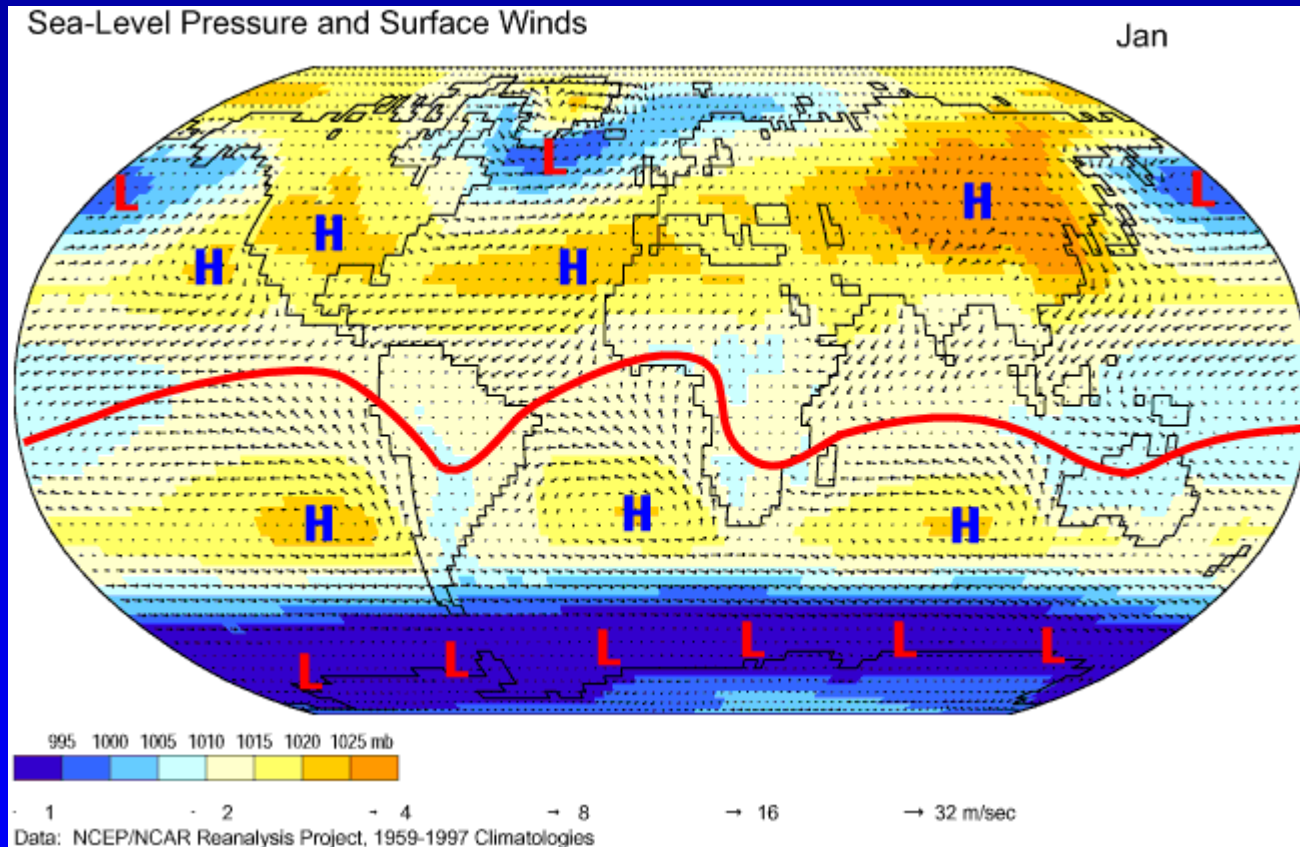 Sea-Level Pressure and Surface Winds
Jan
L
L
L
H
H
H
H
H
H
H
L
L
L
L
L
L
995 1000 1005 1010 1015 1020 1025 mb
1 2 4 8 → 16 → 32 m/sec
Data: NCEP/NCAR Reanalysis Project, 1959-1997 Climatologies